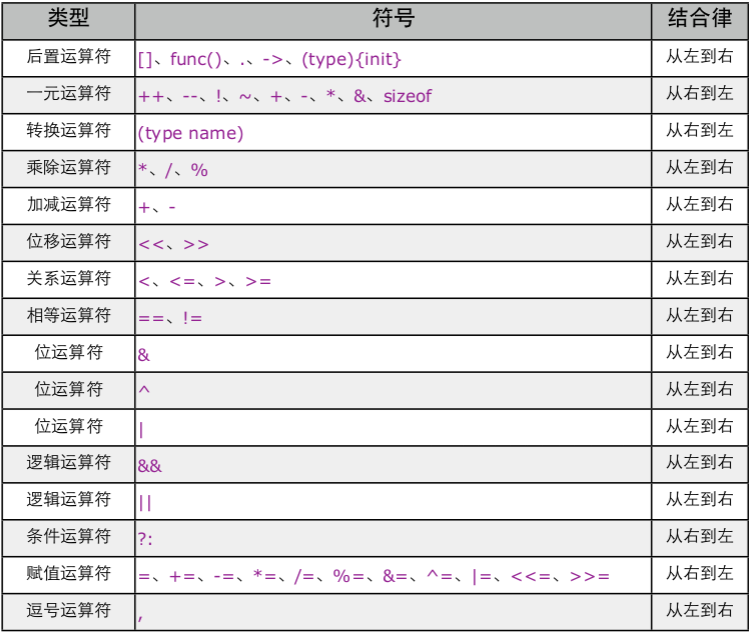 类型 符号 结合律
后置运算符 []、func()、.、->、(type){init} 从左到右
一元运算符 ++、--、!、~、+、-、*、&、sizeof 从右到左
转换运算符 (type name) 从右到左
乘除运算符 *、/、% 从左到右
加减运算符 +、- 从左到右
位移运算符 <<、>> 从左到右
关系运算符 <、<=、>、>= 从左到右
相等运算符 ==、!= 从左到右
位运算符 & 从左到右
位运算符 ^ 从左到右
位运算符 | 从左到右
逻辑运算符 && 从左到右
逻辑运算符 || 从左到右
条件运算符 ?: 从右到左
赋值运算符 =、+=、-=、*=、/=、%=、&=、^=、|=、<<=、>>= 从右到左
逗号运算符 , 从左到右